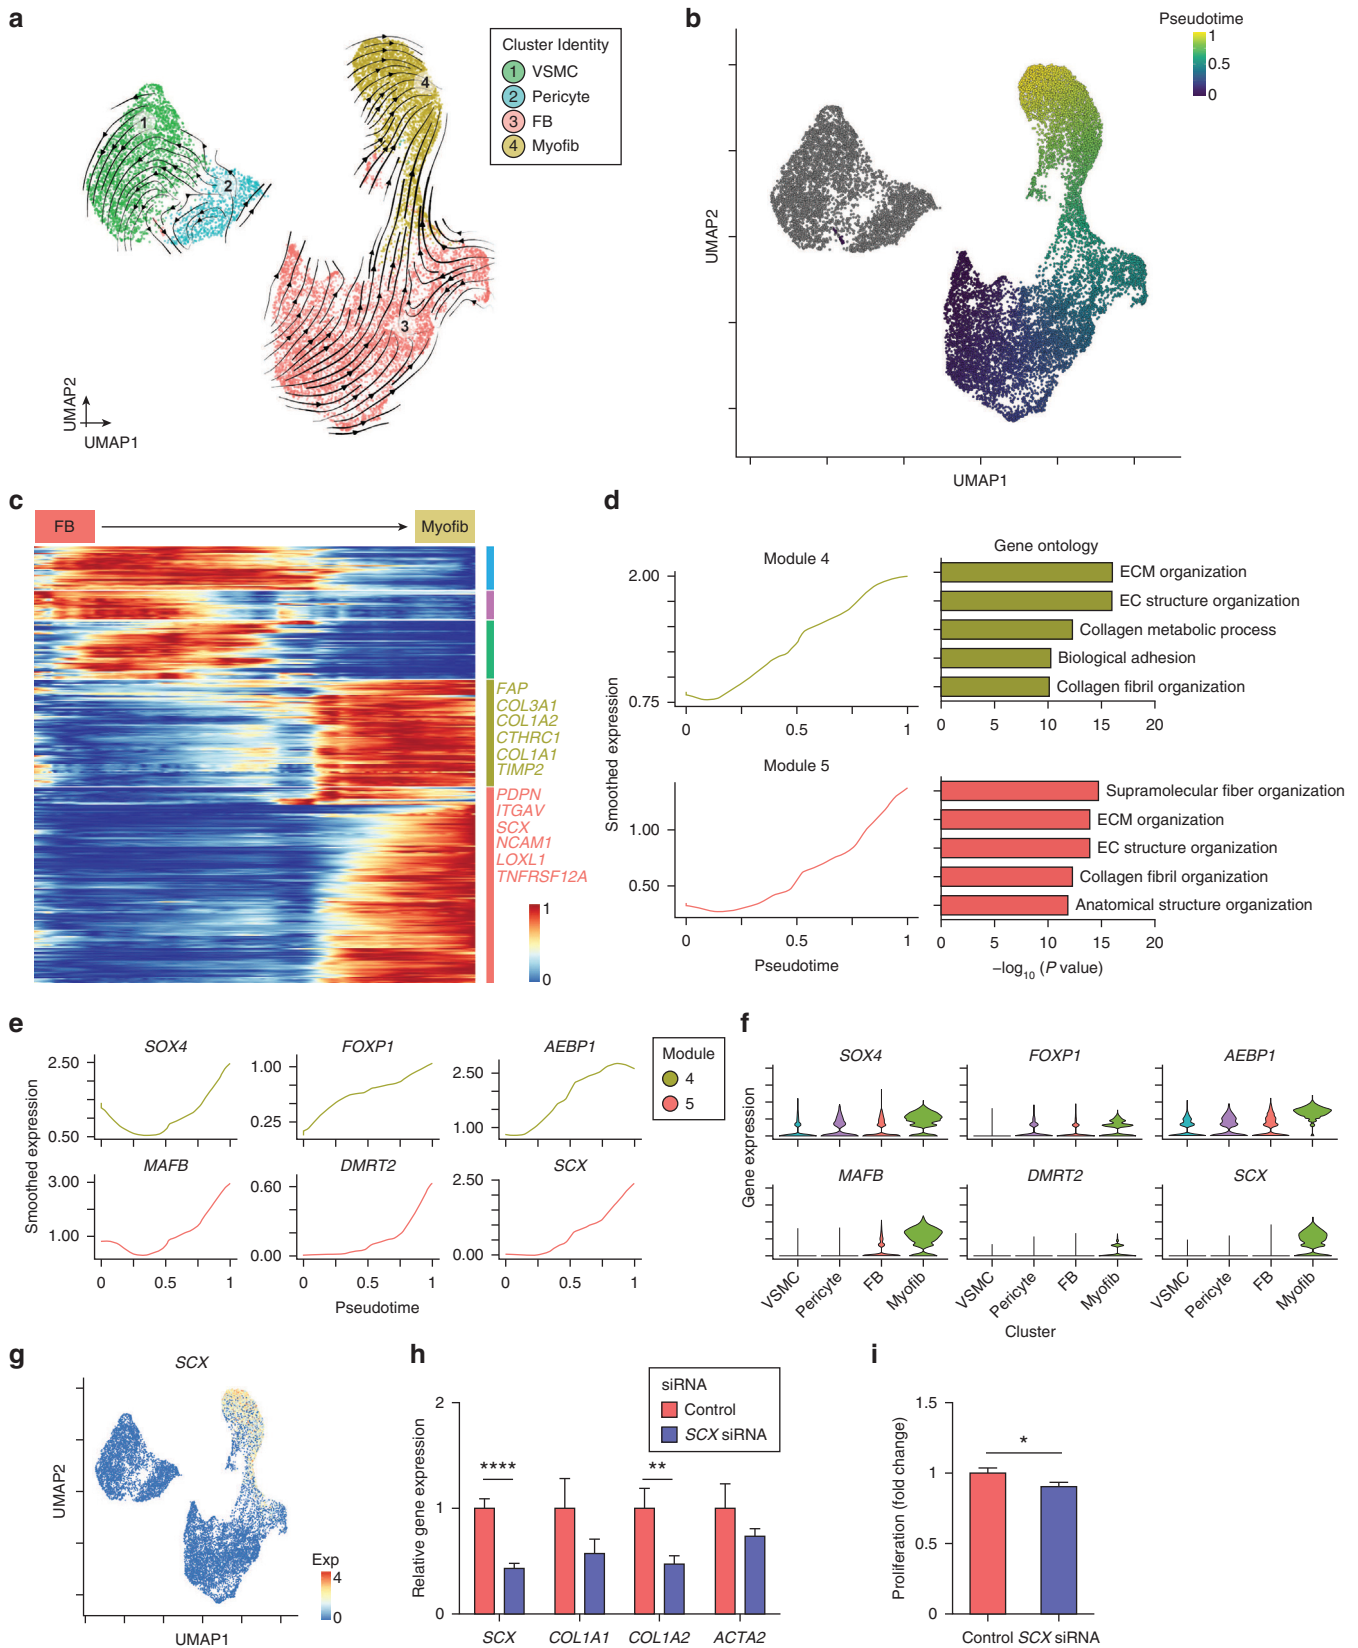 a
Cluster Identity
1 VSMC
2 Pericyte
3 FB
4 Myofib
1
2
3
4
UMAP2
UMAP1
b
Pseudotime
1
0.5
0
UMAP2
UMAP1
c
FB
Myofib
FAP
COL3A1
COL1A2
CTHRC1
COL1A1
TIMP2
PDPN
ITGAV
SCX
NCAM1
LOXL1
TNFRSF12A
1
0
d
Smoothed expression
Module 4
2.00
0.75
0 0.5 1
Gene ontology
ECM organization
EC structure organization
Collagen metabolic process
Biological adhesion
Collagen fibril organization
0 5 10 15 20
Module 5
1.00
0.50
0 0.5 1
Pseudotime
Supramolecular fiber organization
ECM organization
EC structure organization
Collagen fibril organization
Anatomical structure organization
0 5 10 15 20
–log10 (P value)
e
Smoothed expression
SOX4 FOXP1 AEBP1
2.50 1.00 2.50
0.50 0.25 1.00
MAFB DMRT2 SCX
3.00 0.60 2.50
1.00 0.00 0.00
0 0.5 1 0 0.5 1 0 0.5 1
Pseudotime
Module
4
5
f
Gene expression
SOX4 FOXP1 AEBP1
MAFB DMRT2 SCX
VSMC Pericyte FB Myofib VSMC Pericyte FB Myofib VSMC Pericyte FB Myofib
Cluster
g
SCX
UMAP2
UMAP1
Exp
4
0
h
siRNA
Control
SCX siRNA
Relative gene expression
2
1
0
**** **
SCX COL1A1 COL1A2 ACTA2
i
Proliferation (fold change)
1.5
1
0.5
0
*
Control SCX siRNA